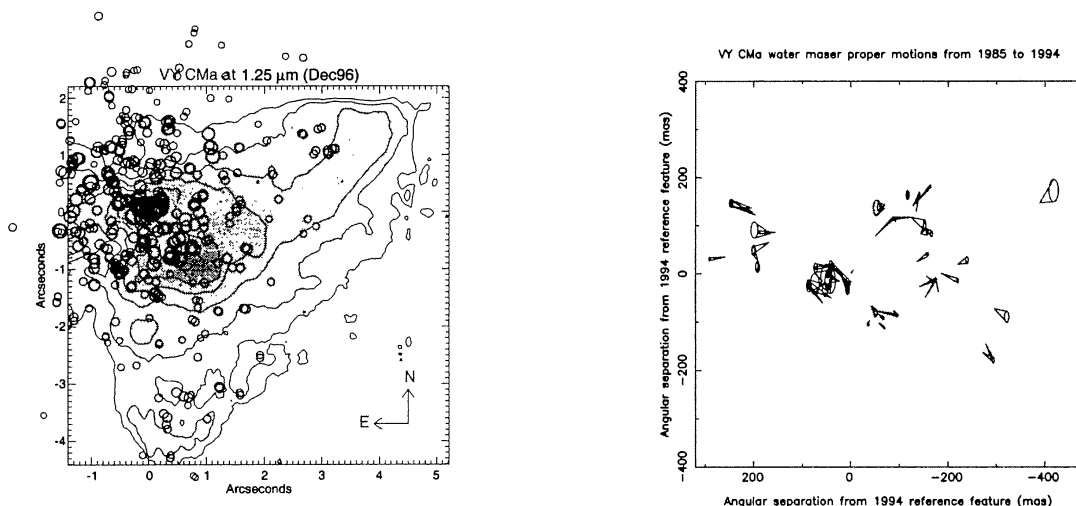 VY CMa at 1.25 µm (Dec96)
2
1
0
-1
-2
-3
-4
Arcseconds
N
E
-1 0 1 2 3 4 5
Arcseconds
VY CMa water maser proper motions from 1985 to 1994
400
200
0
-200
-400
Angular separation from 1994 reference feature (mas)
200 0 -200 -400
Angular separation from 1994 reference feature (mas)